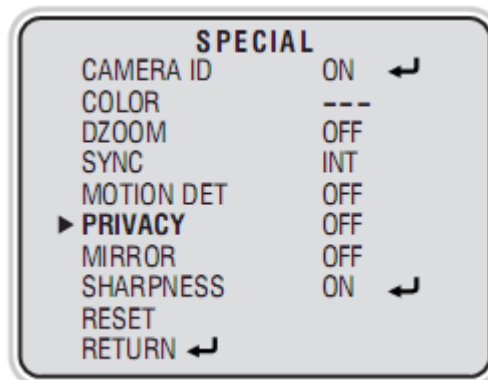 SPECIAL
CAMERA ID ON ↵
COLOR ---
DZOOM OFF
SYNC INT
MOTION DET OFF
▶ PRIVACY OFF
MIRROR OFF
SHARPNESS ON ↵
RESET
RETURN ↵